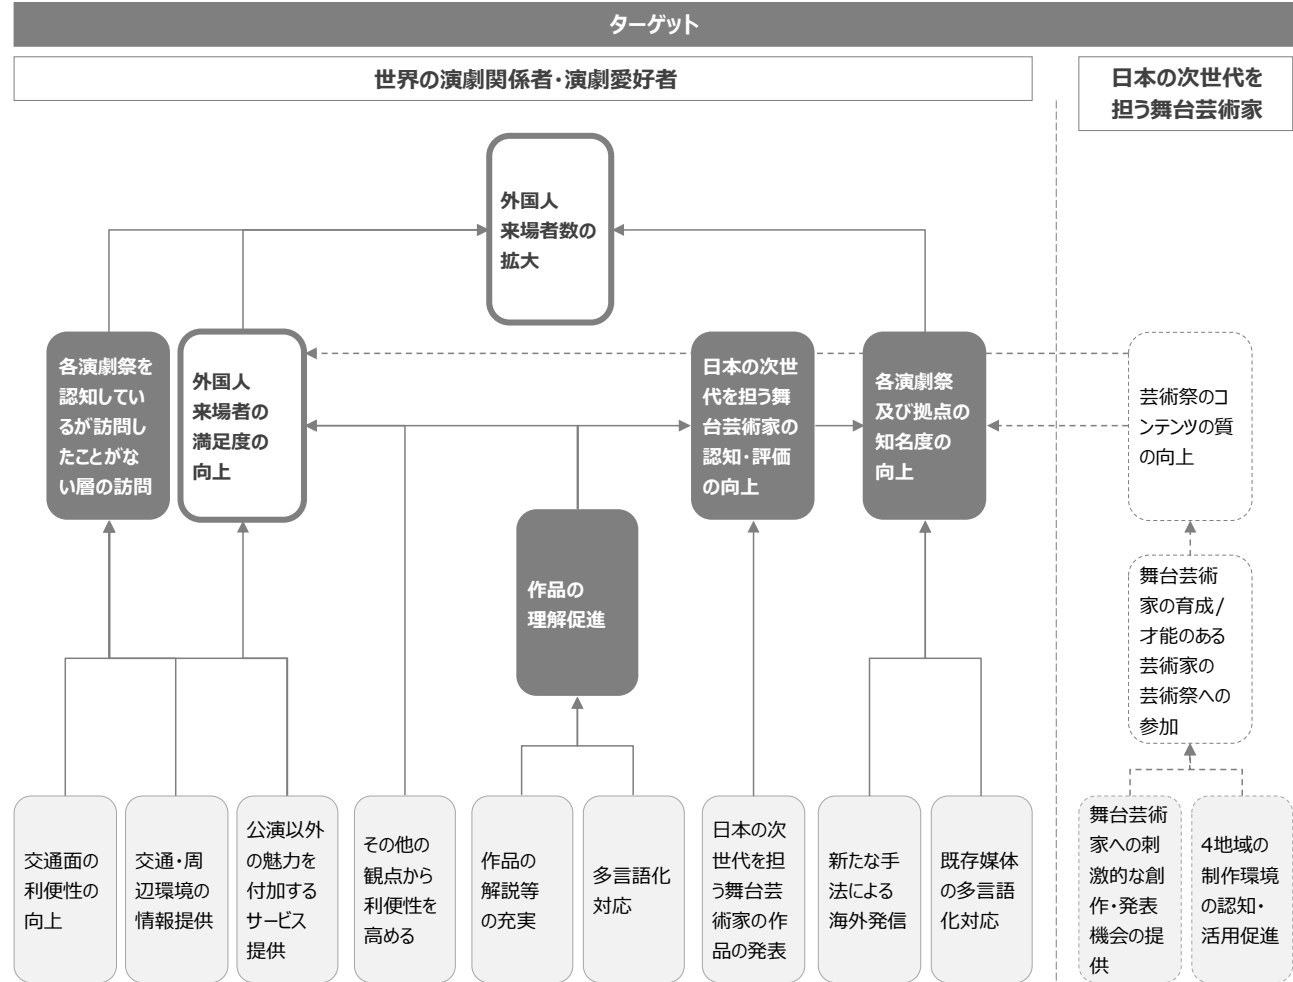 ターゲット
世界の演劇関係者・演劇愛好者
日本の次世代を
担う舞台芸術家
外国人
来場者数の
拡大
各演劇祭を
認知してい
るが訪問し
たことがな
い層の訪問
外国人
来場者の
満足度の
向上
日本の次世
代を担う舞
台芸術家の
認知・評価
の向上
各演劇祭
及び拠点の
知名度の
向上
芸術祭のコ
ンテンツの質
の向上
作品の
理解促進
舞台芸術
家の育成/
才能のある
芸術家の
芸術祭への
参加
交通面の
利便性の
向上
交通・周
辺環境の
情報提供
公演以外
の魅力を
付加する
サービス
提供
その他の
観点から
利便性を
高める
作品の
解説等
の充実
多言語化
対応
日本の次
世代を担
う舞台芸
術家の作
品の発表
新たな手
法による
海外発信
既存媒体
の多言語
化対応
舞台芸術
家への刺
激的な創
作・発表
機会の提
供
4地域の
制作環境
の認知・
活用促進